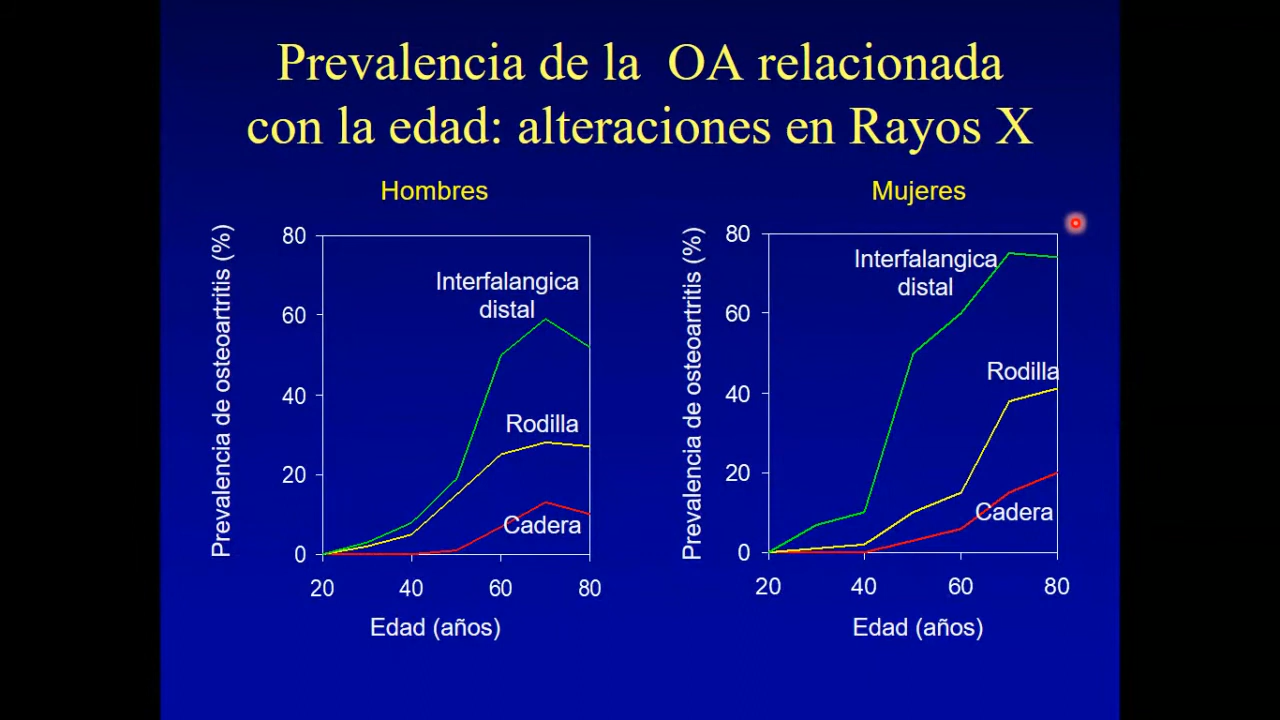 Prevalencia de la OA relacionada
con la edad: alteraciones en Rayos X
Hombres
Prevalencia de osteoartritis (%)
80
60
40
20
0
Interfalangica
distal
Rodilla
Cadera
20 40 60 80
Edad (años)
Mujeres
Prevalencia de osteoartritis (%)
80
60
40
20
0
Interfalangica
distal
Rodilla
Cadera
20 40 60 80
Edad (años)